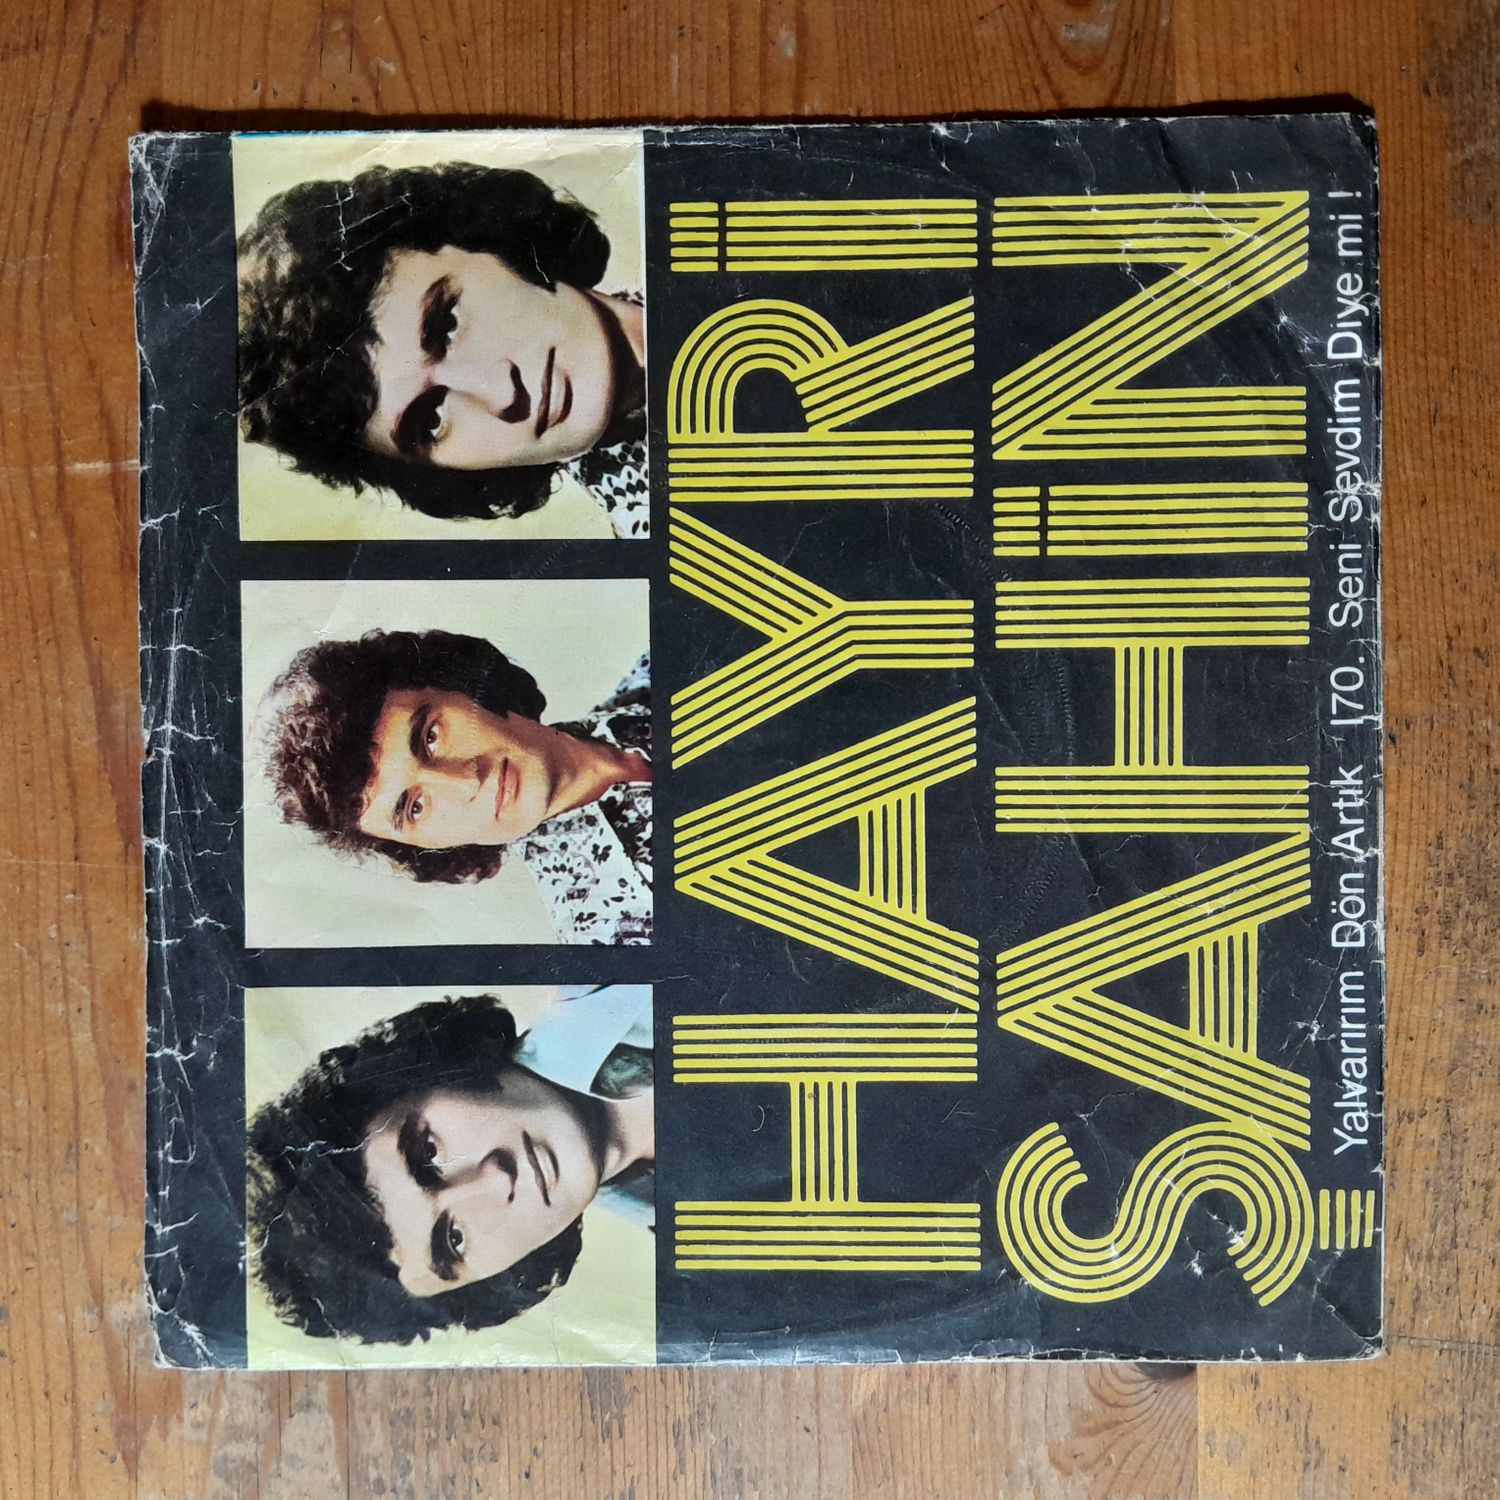 HAYRİ
ŞAHİN
Yalvarırım Dön Artık 170. Seni Sevdim Diye mi !